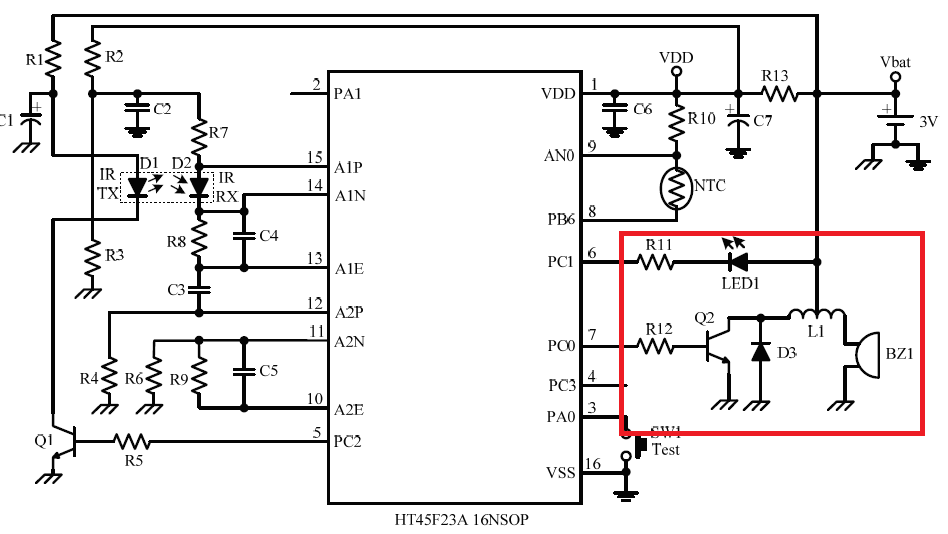 R1
R2
C1
C2
R7
D1 D2
IR
TX
IR
RX
R8
C4
R3
C3
R4
R6
R9
C5
Q1
R5
2
PA1
15
A1P
14
A1N
13
A1E
12
A2P
11
A2N
10
A2E
5
PC2
VDD
1
AN0
9
PB6
8
PC1
6
PC0
7
PC3
4
PA0
3
VSS
16
VDD
R13
Vbat
+
C6
R10
+
C7
+
3V
NTC
R11
LED1
Q2
L1
R12
D3
BZ1
SW1
Test
+
HT45F23A 16NSOP